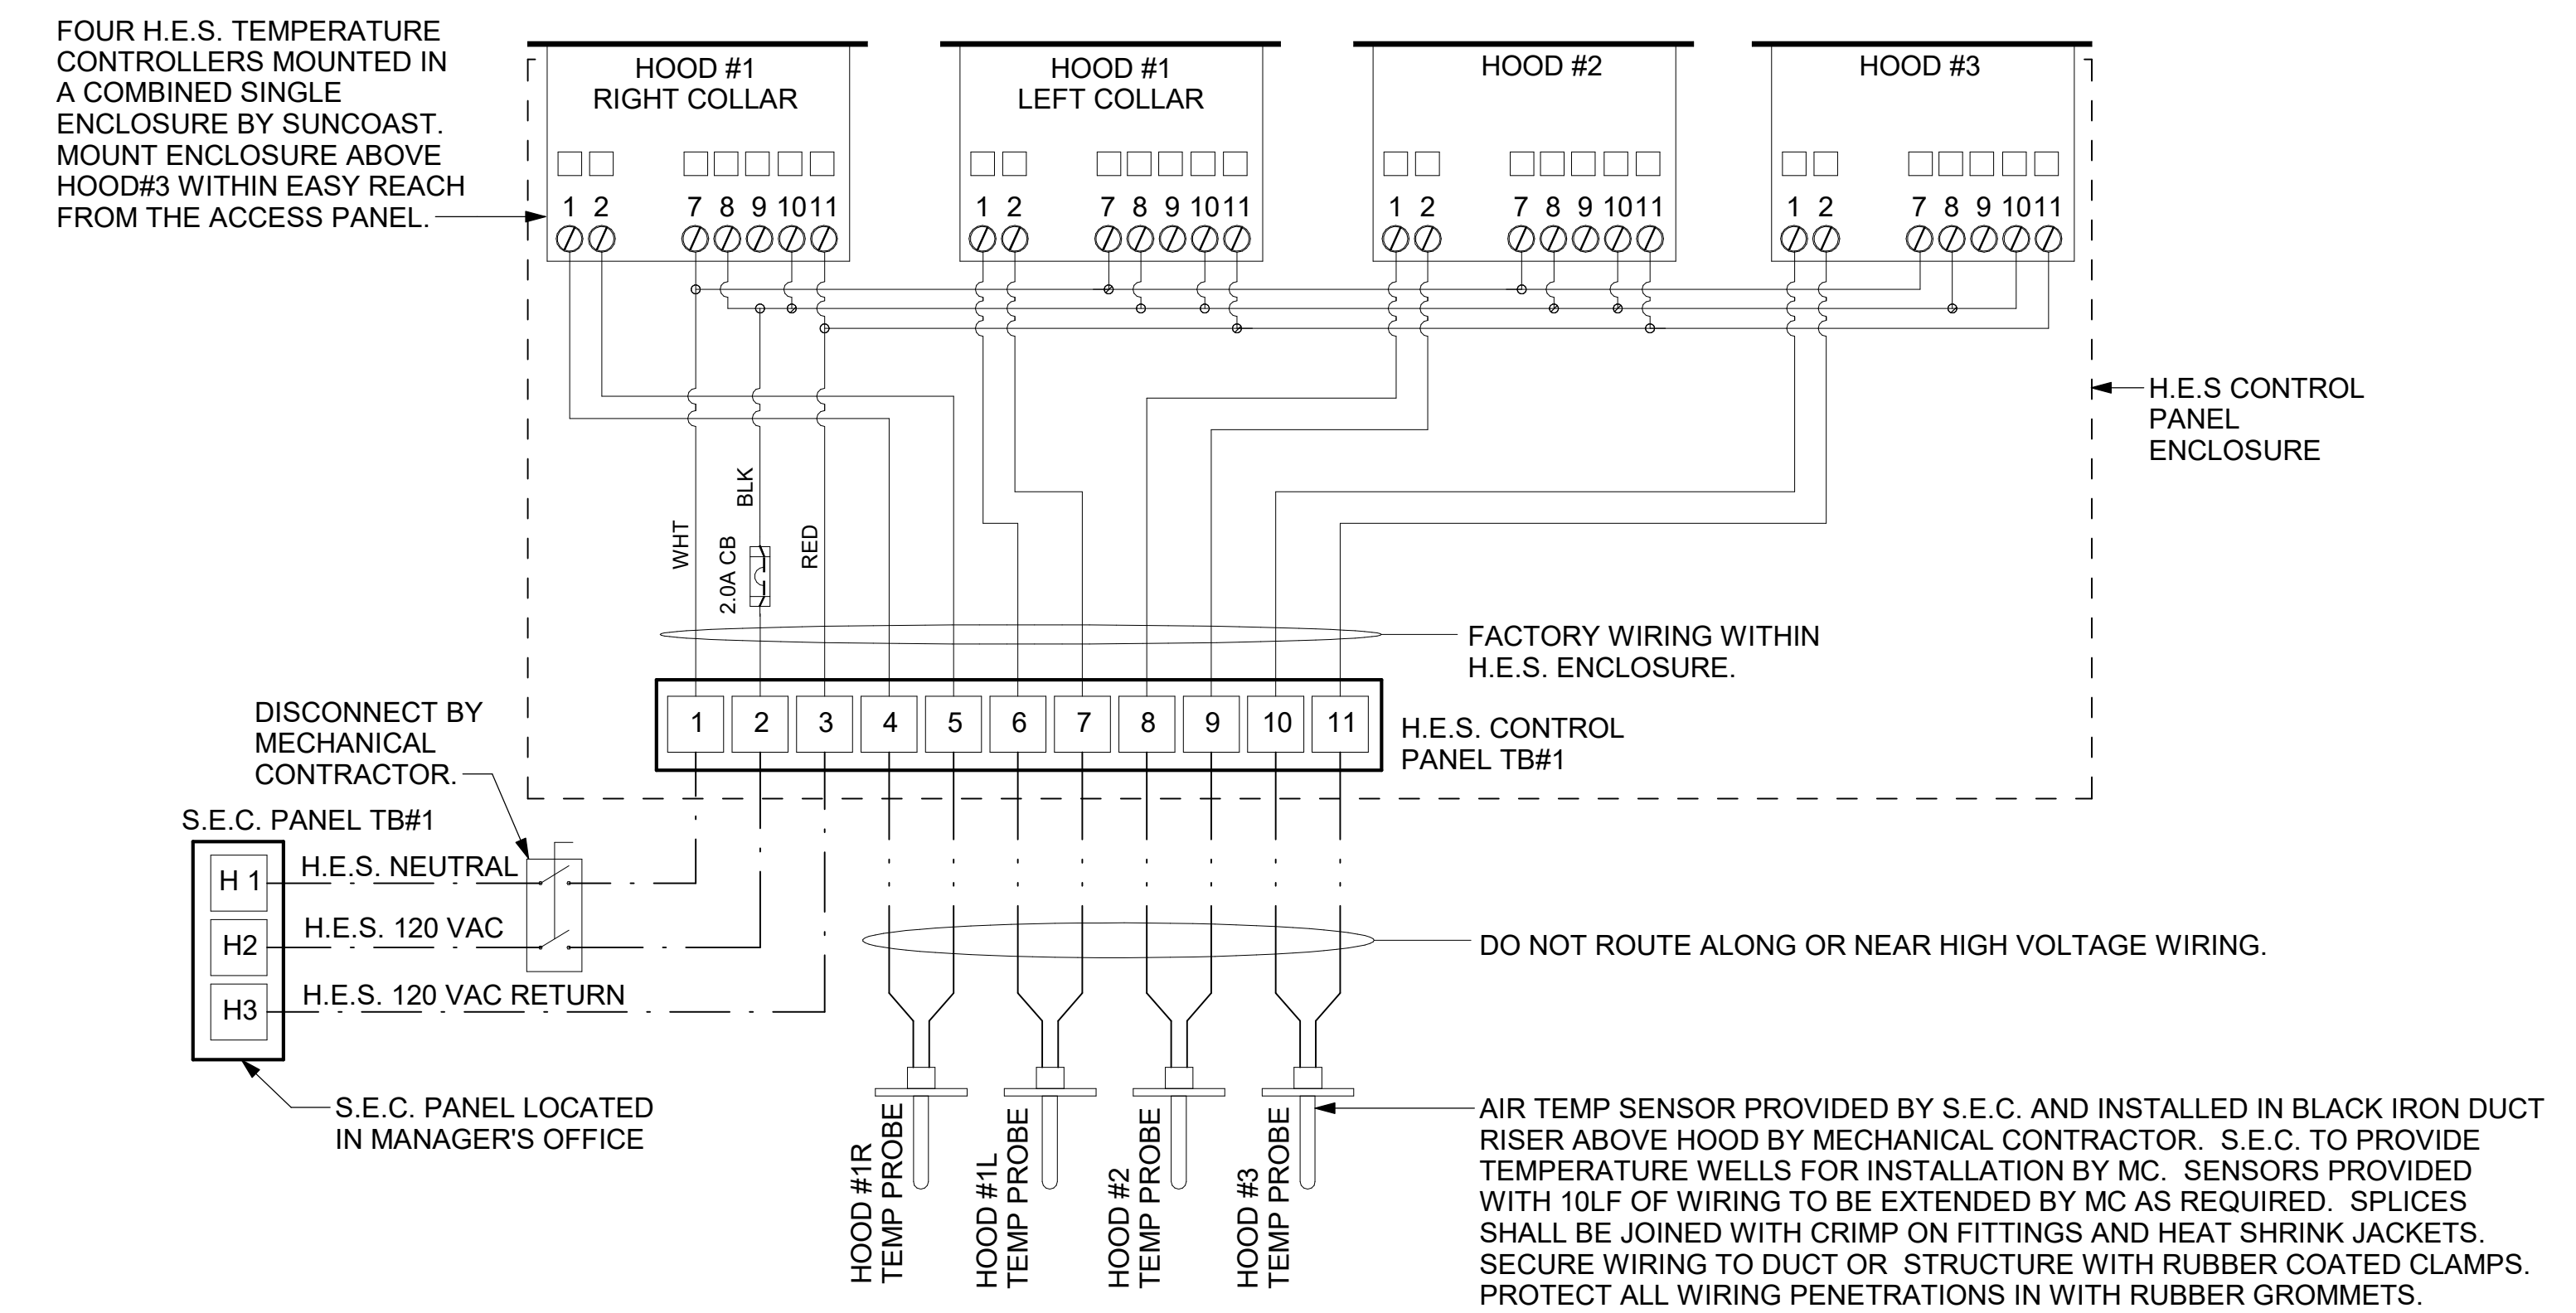 FOUR H.E.S. TEMPERATURE
CONTROLLERS MOUNTED IN
A COMBINED SINGLE
ENCLOSURE BY SUNCOAST.
MOUNT ENCLOSURE ABOVE
HOOD#3 WITHIN EASY REACH
FROM THE ACCESS PANEL.
HOOD #1
RIGHT COLLAR
1 2 7 8 9 10 11
HOOD #1
LEFT COLLAR
1 2 7 8 9 10 11
HOOD #2
1 2 7 8 9 10 11
HOOD #3
1 2 7 8 9 10 11
H.E.S CONTROL
PANEL
ENCLOSURE
WHT
BLK
2.0A CB
RED
FACTORY WIRING WITHIN
H.E.S. ENCLOSURE.
1 2 3 4 5 6 7 8 9 10 11
H.E.S. CONTROL
PANEL TB#1
DISCONNECT BY
MECHANICAL
CONTRACTOR.
S.E.C. PANEL TB#1
H 1
H.E.S. NEUTRAL
H2
H.E.S. 120 VAC
H3
H.E.S. 120 VAC RETURN
S.E.C. PANEL LOCATED
IN MANAGER'S OFFICE
DO NOT ROUTE ALONG OR NEAR HIGH VOLTAGE WIRING.
HOOD #1R
TEMP PROBE
HOOD #1L
TEMP PROBE
HOOD #2
TEMP PROBE
HOOD #3
TEMP PROBE
AIR TEMP SENSOR PROVIDED BY S.E.C. AND INSTALLED IN BLACK IRON DUCT
RISER ABOVE HOOD BY MECHANICAL CONTRACTOR. S.E.C. TO PROVIDE
TEMPERATURE WELLS FOR INSTALLATION BY MC. SENSORS PROVIDED
WITH 10LF OF WIRING TO BE EXTENDED BY MC AS REQUIRED. SPLICES
SHALL BE JOINED WITH CRIMP ON FITTINGS AND HEAT SHRINK JACKETS.
SECURE WIRING TO DUCT OR STRUCTURE WITH RUBBER COATED CLAMPS.
PROTECT ALL WIRING PENETRATIONS IN WITH RUBBER GROMMETS.